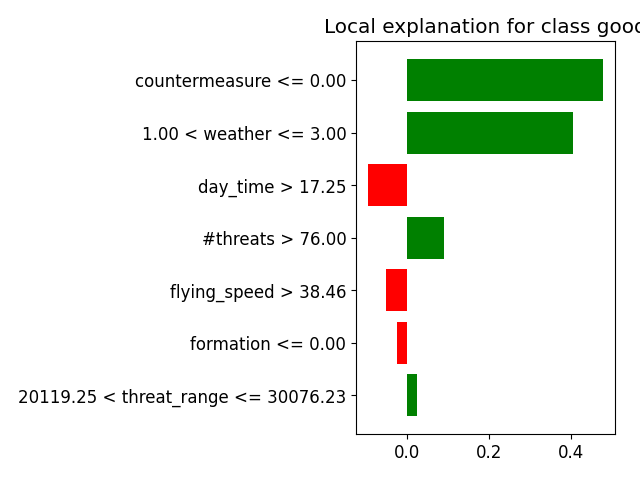 Local explanation for class good
countermeasure <= 0.00
1.00 < weather <= 3.00
day_time > 17.25
#threats > 76.00
flying_speed > 38.46
formation <= 0.00
20119.25 < threat_range <= 30076.23
0.0 0.2 0.4